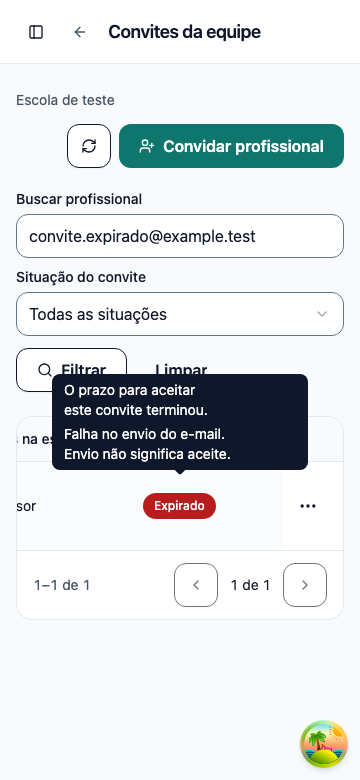 Convites da equipe
Escola de teste
Convidar profissional
Buscar profissional
convite.expirado@example.test
Situação do convite
Todas as situações
Filtrar
Limpar
O prazo para aceitar
este convite terminou.
Falha no envio do e-mail.
Envio não significa aceite.
na
sor
Expirado
1–1 de 1
1 de 1